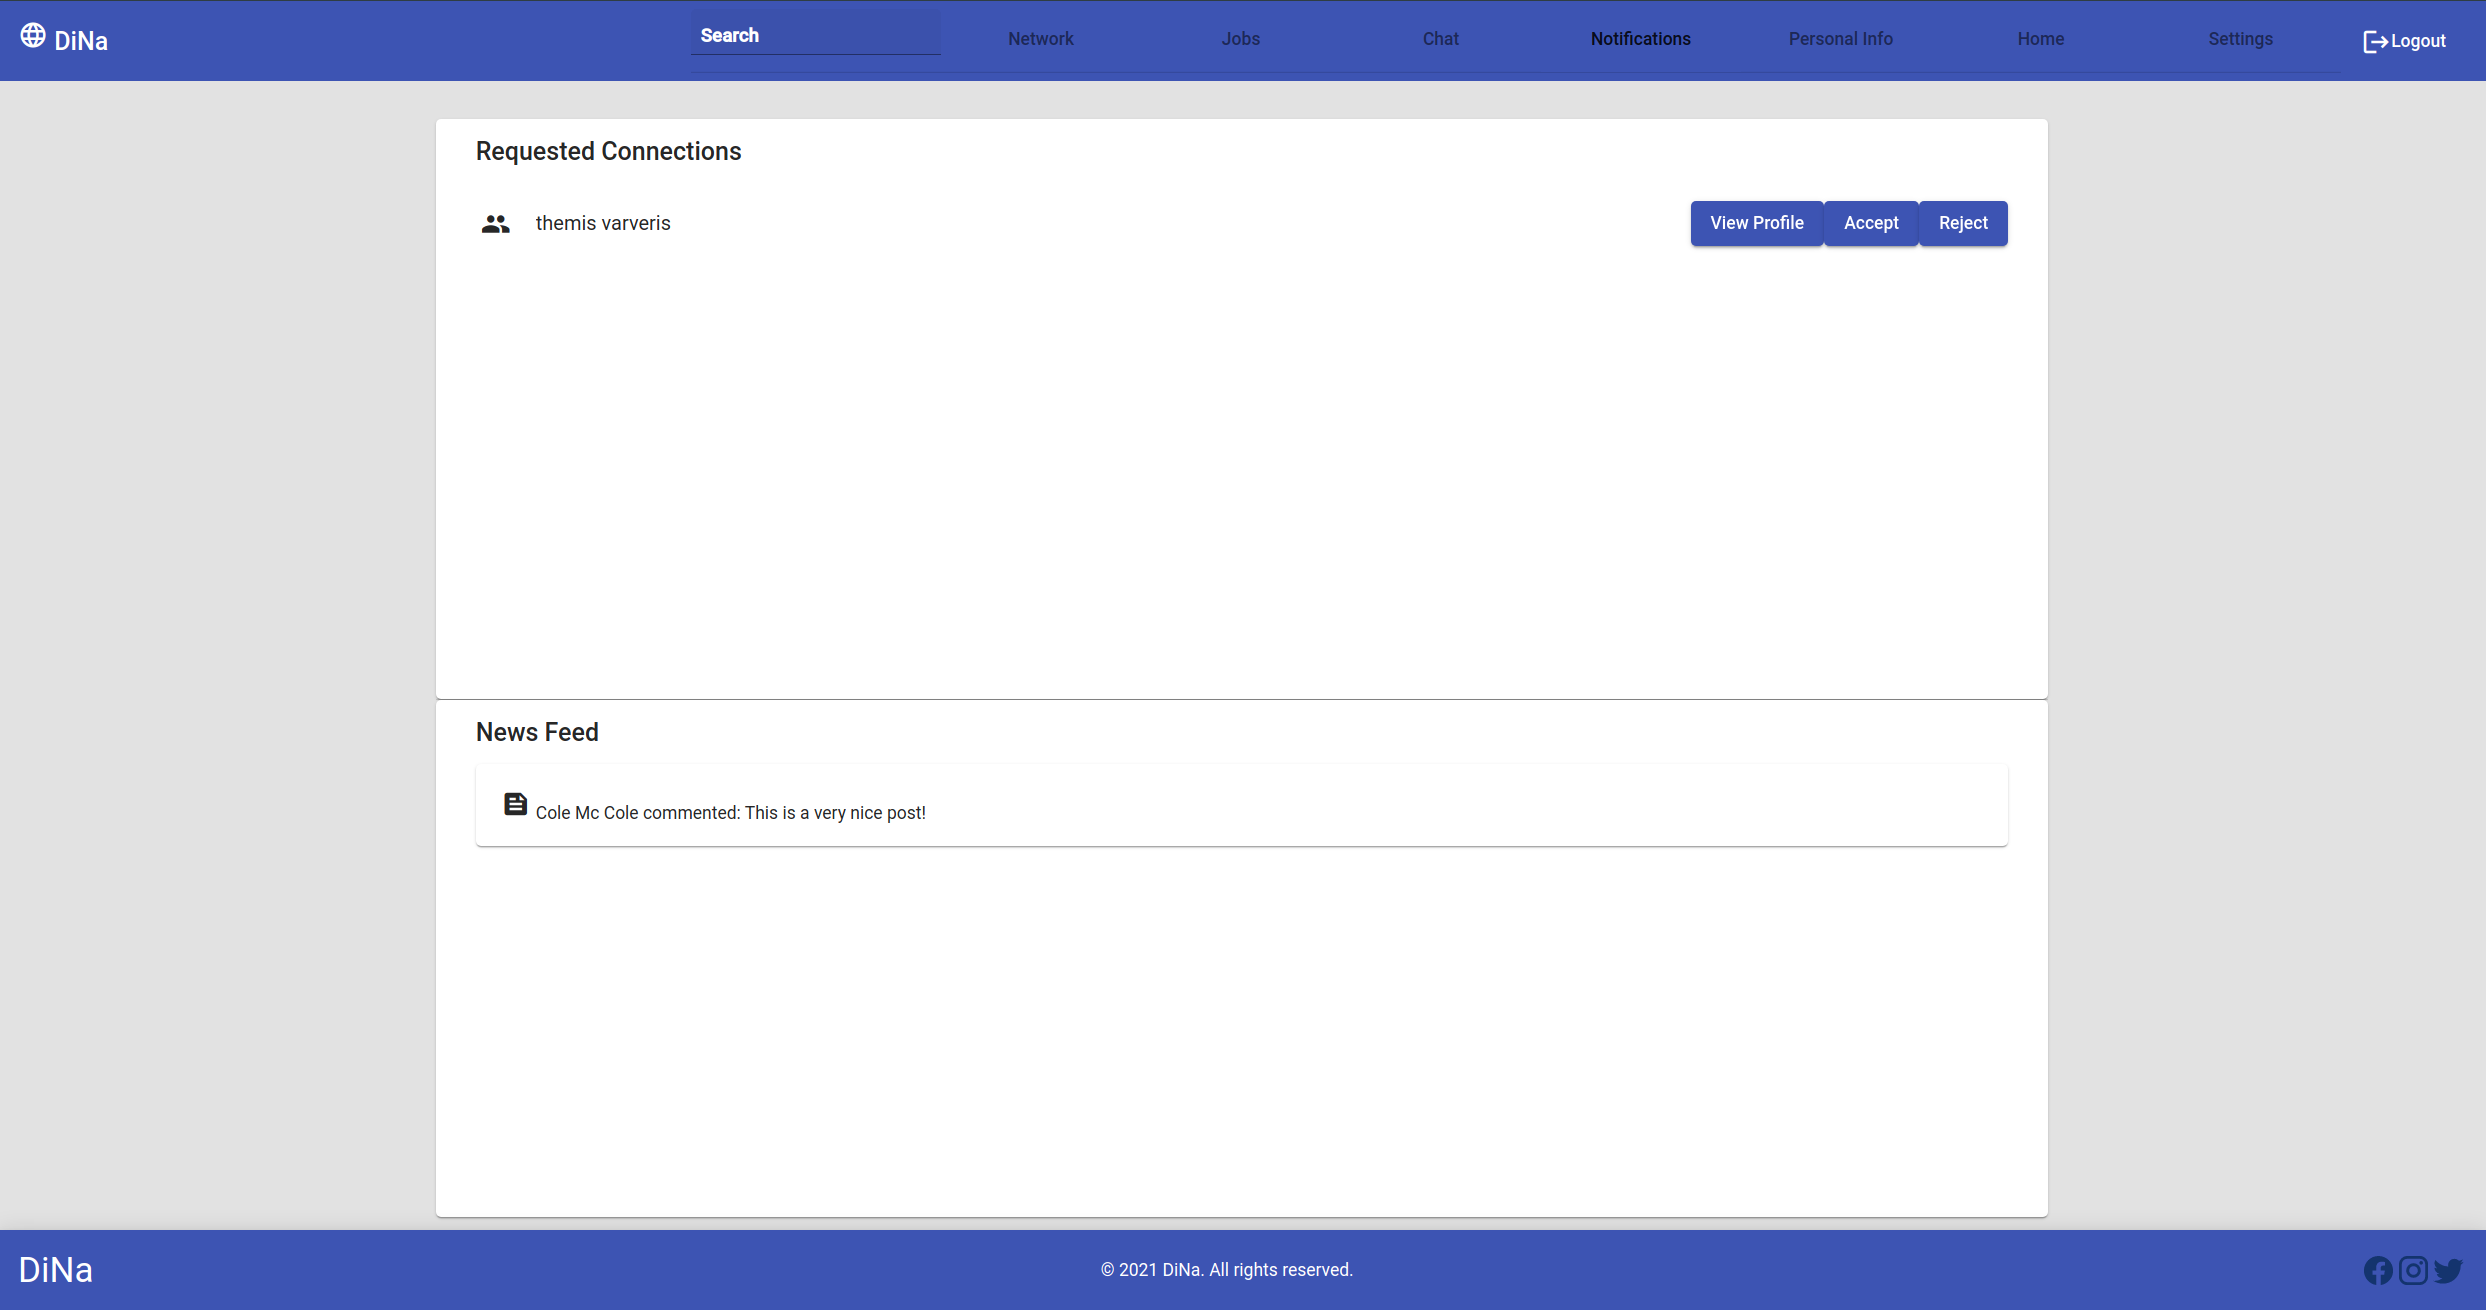 DiNa
Search
Network
Jobs
Chat
Notifications
Personal Info
Home
Settings
Logout
Requested Connections
themis varveris
View Profile
Accept
Reject
News Feed
Cole Mc Cole commented: This is a very nice post!
DiNa
© 2021 DiNa. All rights reserved.